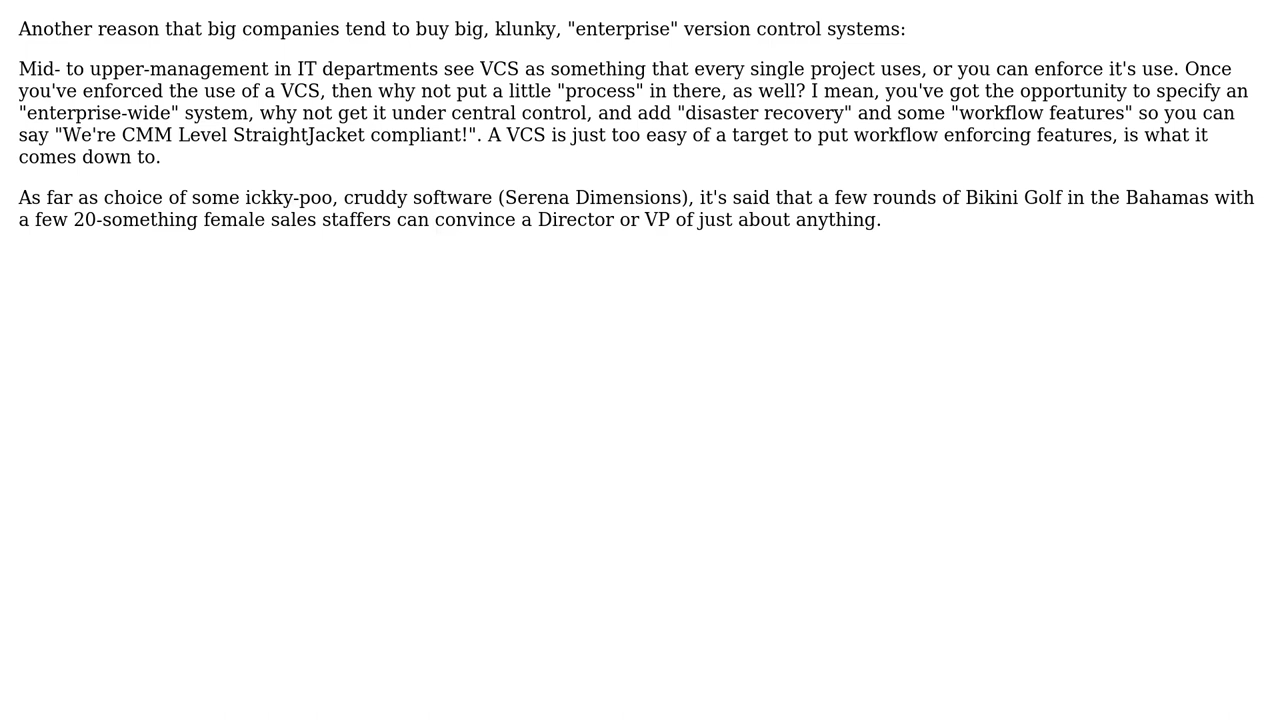 Another reason that big companies tend to buy big, klunky, "enterprise" version control systems:
Mid- to upper-management in IT departments see VCS as something that every single project uses, or you can enforce it's use. Once
you've enforced the use of a VCS, then why not put a little "process" in there, as well? I mean, you've got the opportunity to specify an
"enterprise-wide" system, why not get it under central control, and add "disaster recovery" and some "workflow features" so you can
say "We're CMM Level StraightJacket compliant!". A VCS is just too easy of a target to put workflow enforcing features, is what it
comes down to.
As far as choice of some ickky-poo, cruddy software (Serena Dimensions), it's said that a few rounds of Bikini Golf in the Bahamas with
a few 20-something female sales staffers can convince a Director or VP of just about anything.